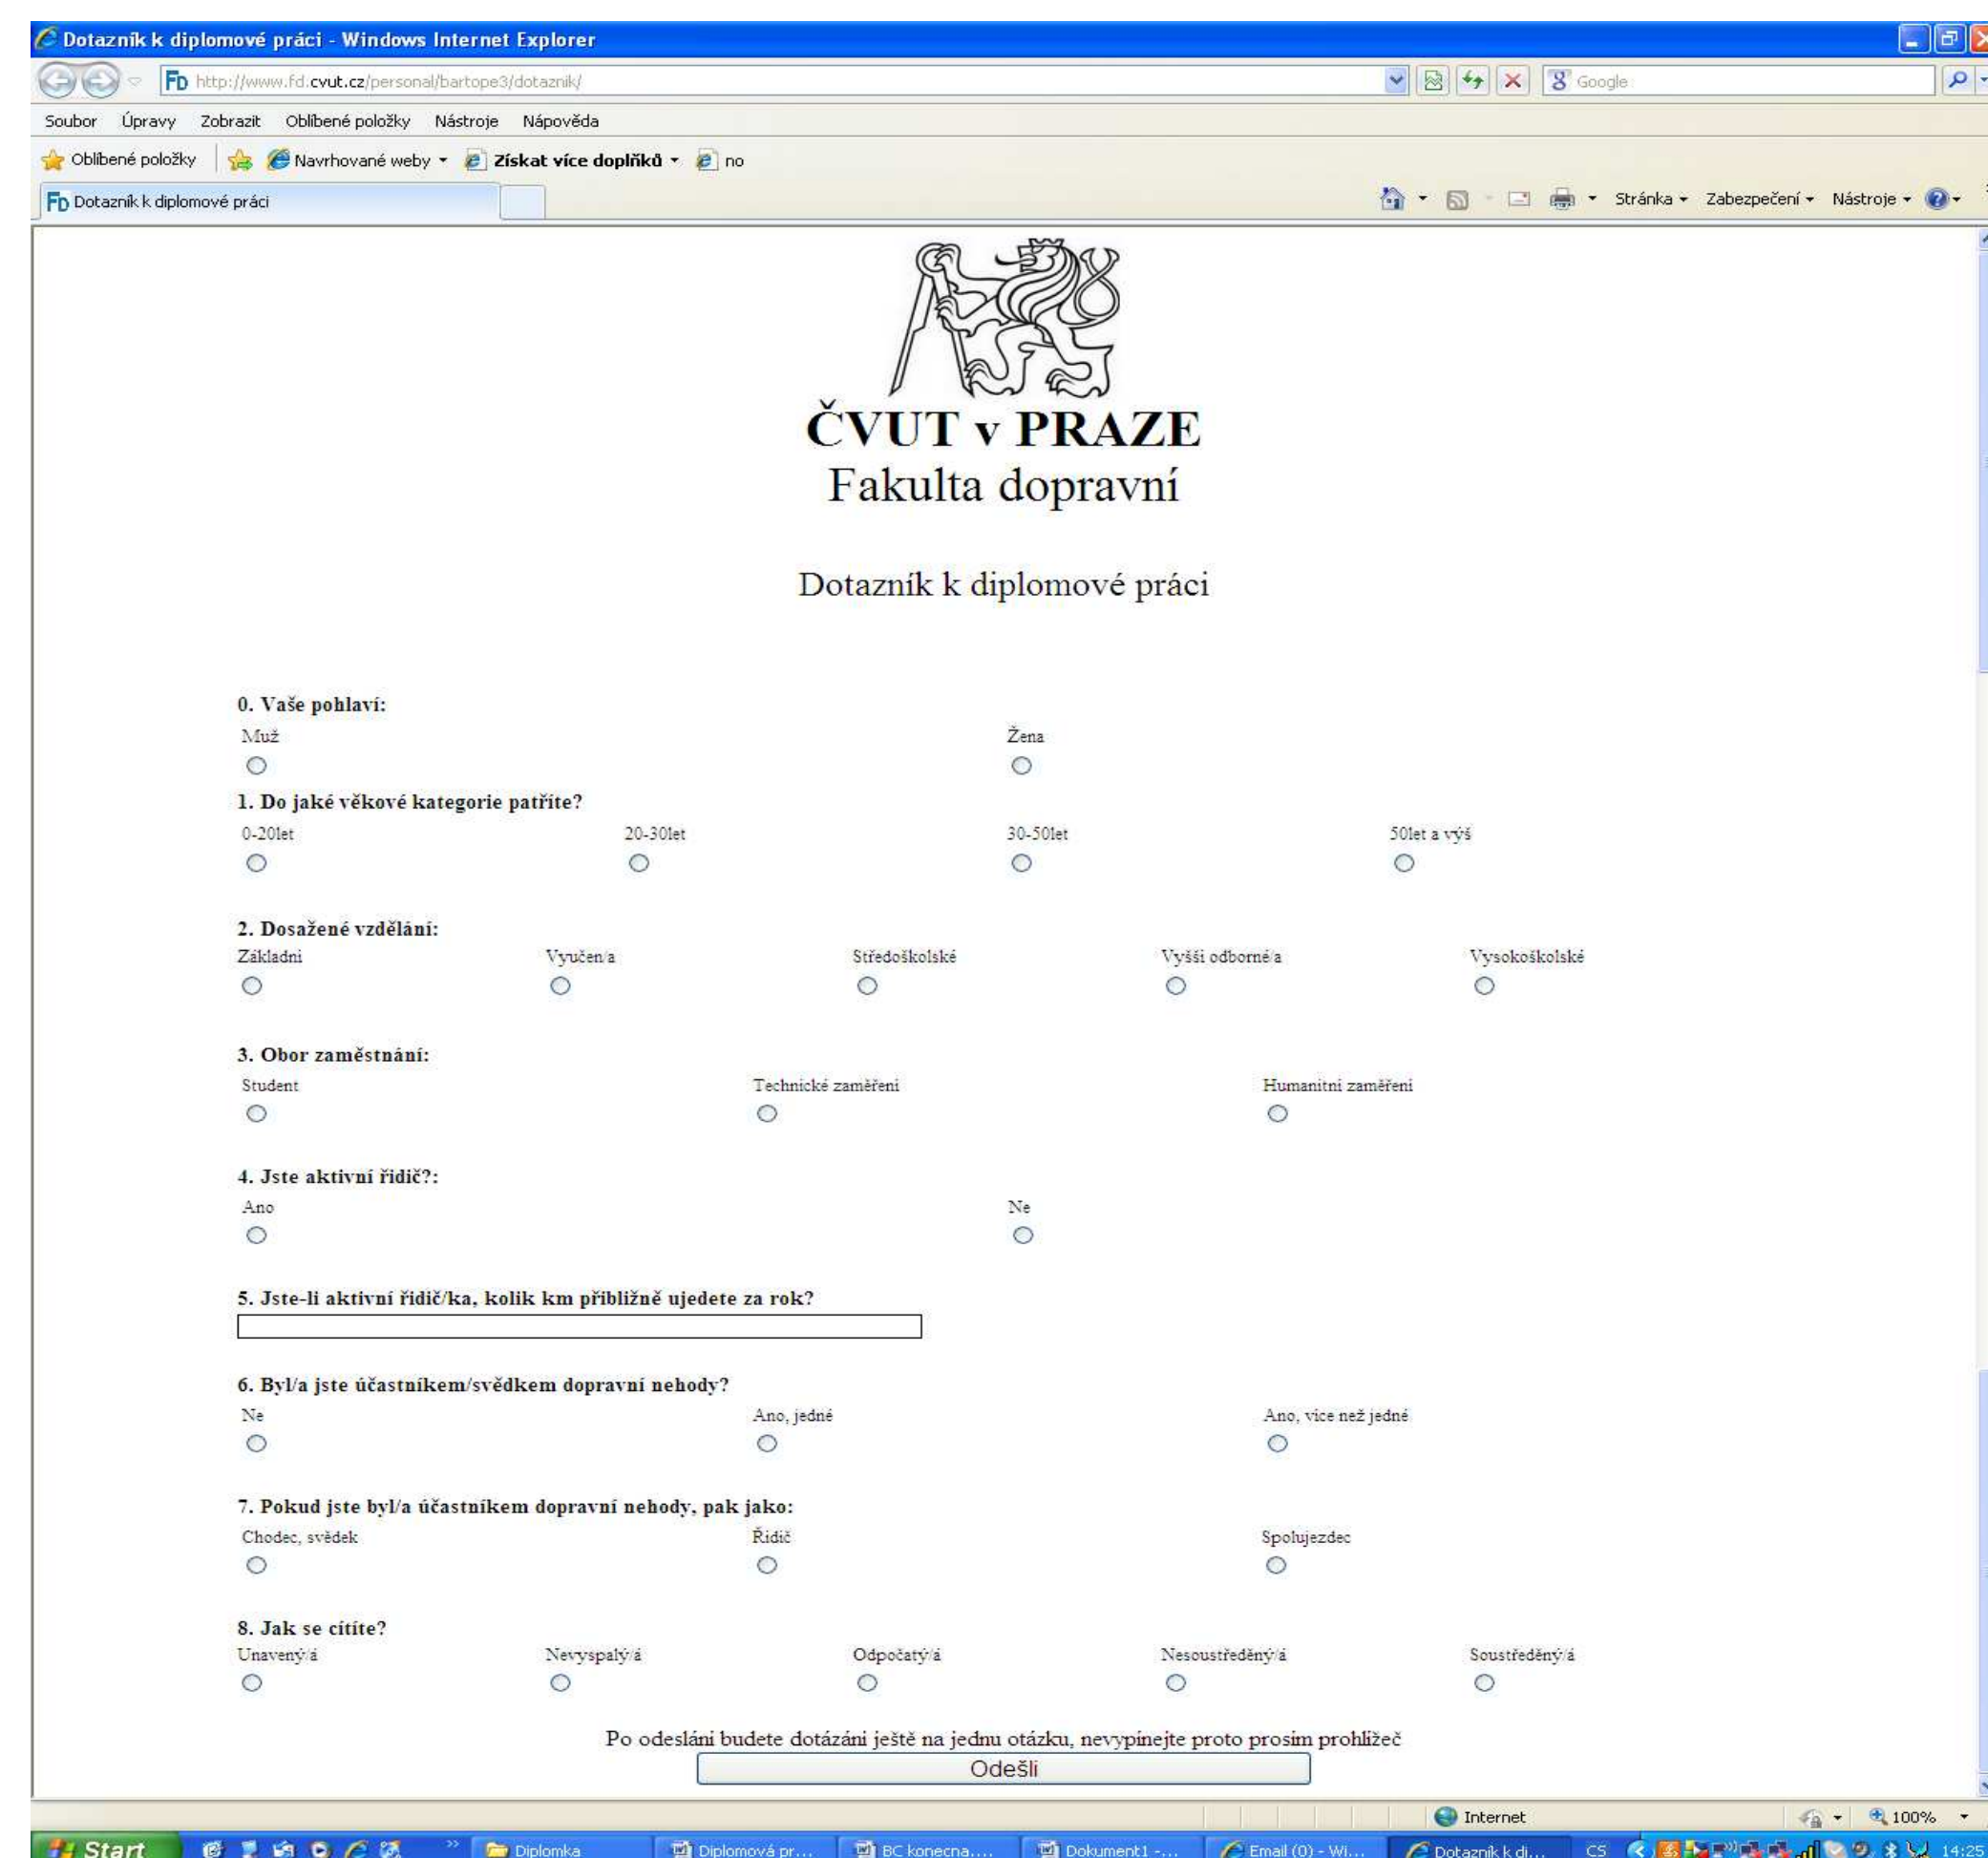 Dotazník k diplomové práci - Windows Internet Explorer
FD http://www.fd.cvut.cz/personal/bartope3/dotaznik/ Google
Soubor Úpravy Zobrazit Oblíbené položky Nástroje Nápověda
Oblíbené položky Navrhované weby Získat více doplňků no
FD Dotazník k diplomové práci Stránka Zabezpečení Nástroje
ČVUT v PRAZE
Fakulta dopravní
Dotazník k diplomové práci
0. Vaše pohlaví:
Muž Žena
1. Do jaké věkové kategorie patříte?
0-20let 20-30let 30-50let 50let a výš
2. Dosažené vzdělání:
Základní Vyučen/a Středoškolské Vyšší odborné/a Vysokoškolské
3. Obor zaměstnání:
Student Technické zaměření Humanitní zaměření
4. Jste aktivní řidič?:
Ano Ne
5. Jste-li aktivní řidič/ka, kolik km přibližně ujedete za rok?
6. Byl/a jste účastníkem/svědkem dopravní nehody?
Ne Ano, jedné Ano, více než jedné
7. Pokud jste byl/a účastníkem dopravní nehody, pak jako:
Chodec, svědek Řidič Spolujezdec
8. Jak se cítíte?
Unavený/á Nevyspalý/á Odpočatý/á Nesoustředěný/á Soustředěný/á
Po odeslání budete dotázáni ještě na jednu otázku, nevypínejte proto prosím prohlížeč
Odešli
Internet 100%
Start Diplomka Diplomová pr... BC konecna.... Dokument1 -... Email (0) - Wi... Dotazník k di... CS 14:25